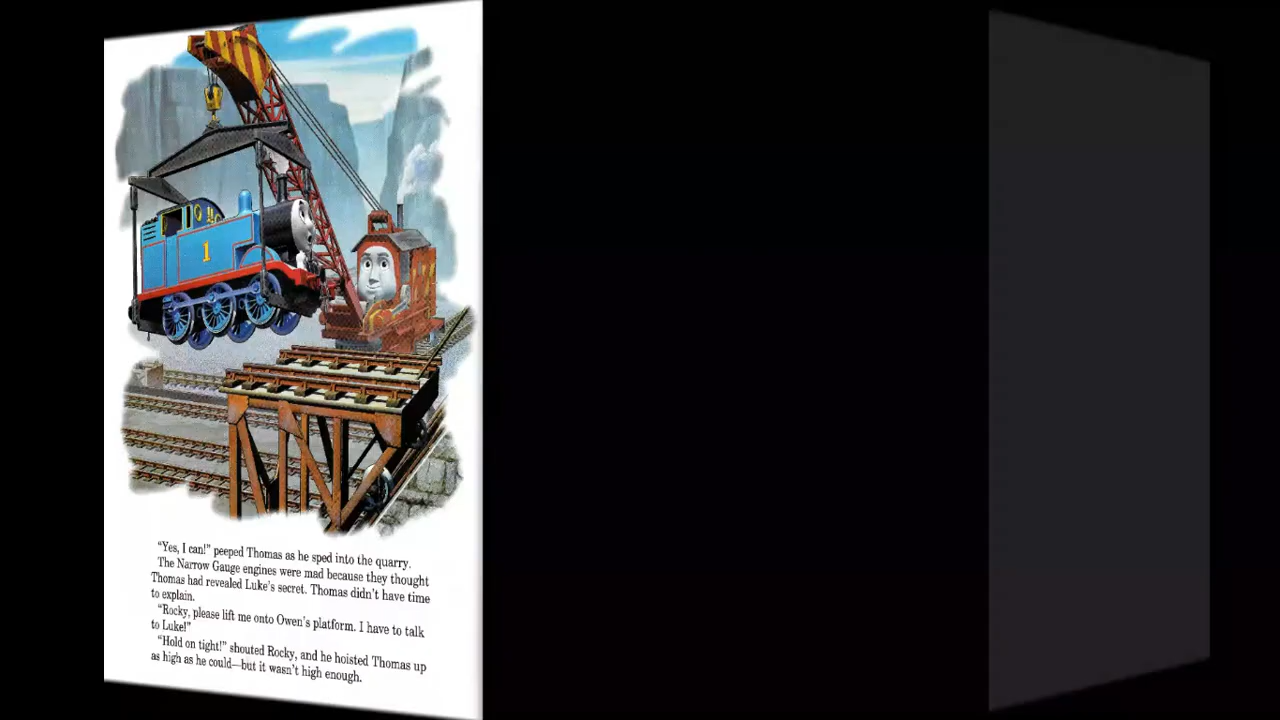 1
“Yes, I can!” peeped Thomas as he sped into the quarry.
The Narrow Gauge engines were mad because they thought
Thomas had revealed Luke’s secret. Thomas didn’t have time
to explain.
“Rocky, please lift me onto Owen’s platform. I have to talk
to Luke!”
“Hold on tight!” shouted Rocky, and he hoisted Thomas up
as high as he could—but it wasn’t high enough.